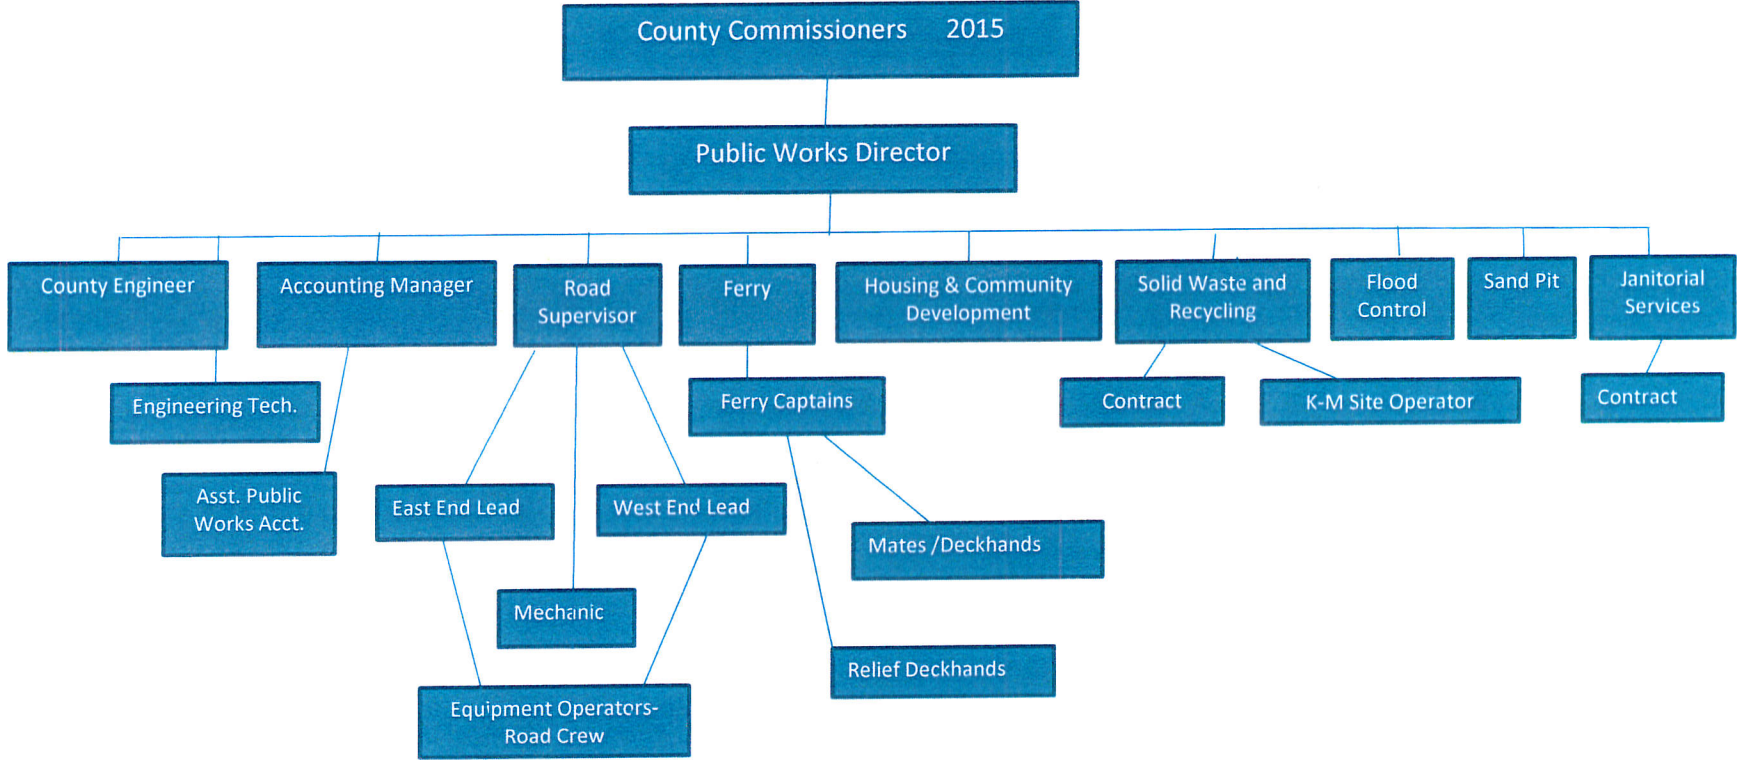 County Commissioners 2015
Public Works Director
County Engineer
Accounting Manager
Road
Supervisor
Ferry
Housing & Community
Development
Solid Waste and
Recycling
Flood
Control
Sand Pit
Janitorial
Services
Engineering Tech.
Ferry Captains
Contract
K-M Site Operator
Contract
Asst. Public
Works Acct.
East End Lead
West End Lead
Mates /Deckhands
Mechanic
Relief Deckhands
Equipment Operators-
Road Crew